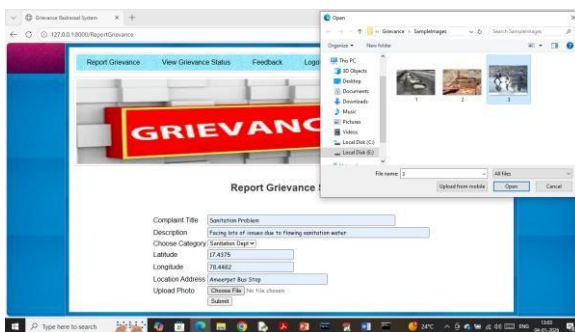 Grievance Redressal System
127.0.0.1:8000/ReportGrievance
Report Grievance View Grievance Status Feedback Logo
GRIEVANC
Report Grievance
Complaint Title Sanitation Problem
Description Facing lots of issues due to flowing sanitation water
Choose Category Sanitation Dept
Latitude 17.4375
Longitude 78.4482
Location Address Ameerpet Bus Stop
Upload Photo Choose File No file chosen
Submit
Open
Grievance > SampleImages
Search SampleImages
Organize New folder
This PC
3D Objects
Desktop
Documents
Downloads
Music
Pictures
Videos
Local Disk (C:)
Local Disk (E:)
1 2 3
File name: 3 All Files
Upload from mobile Open Cancel
Type here to search
24°C
ENG
13:03
04-01-2026